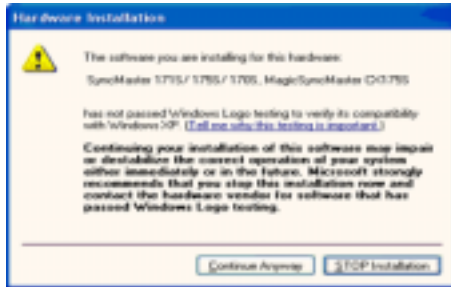 Hardware Installation
The software you are installing for this hardware:
SyncMaster 171S/ 175S/ 170S, MagicSyncMaster CX175S
has not passed Windows Logo testing to verify its compatibility
with Windows XP. (Tell me why this testing is important.)
Continuing your installation of this software may impair
or destabilize the correct operation of your system
either immediately or in the future. Microsoft strongly
recommends that you stop this installation now and
contact the hardware vendor for software that has
passed Windows Logo testing.
Continue Anyway
STOP Installation